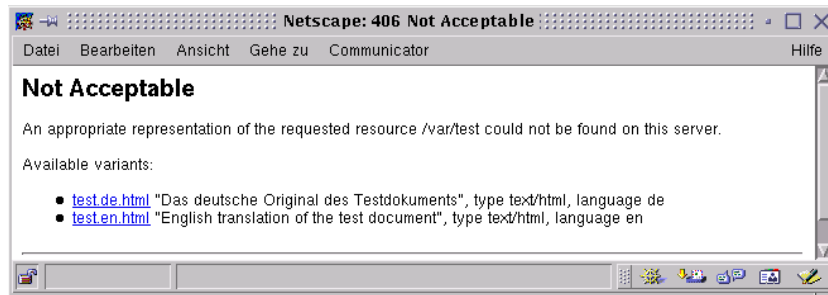 Netscape: 406 Not Acceptable
Datei Bearbeiten Ansicht Gehe zu Communicator Hilfe
Not Acceptable
An appropriate representation of the requested resource /var/test could not be found on this server.
Available variants:
test.de.html "Das deutsche Original des Testdokuments", type text/html, language de
test.en.html "English translation of the test document", type text/html, language en